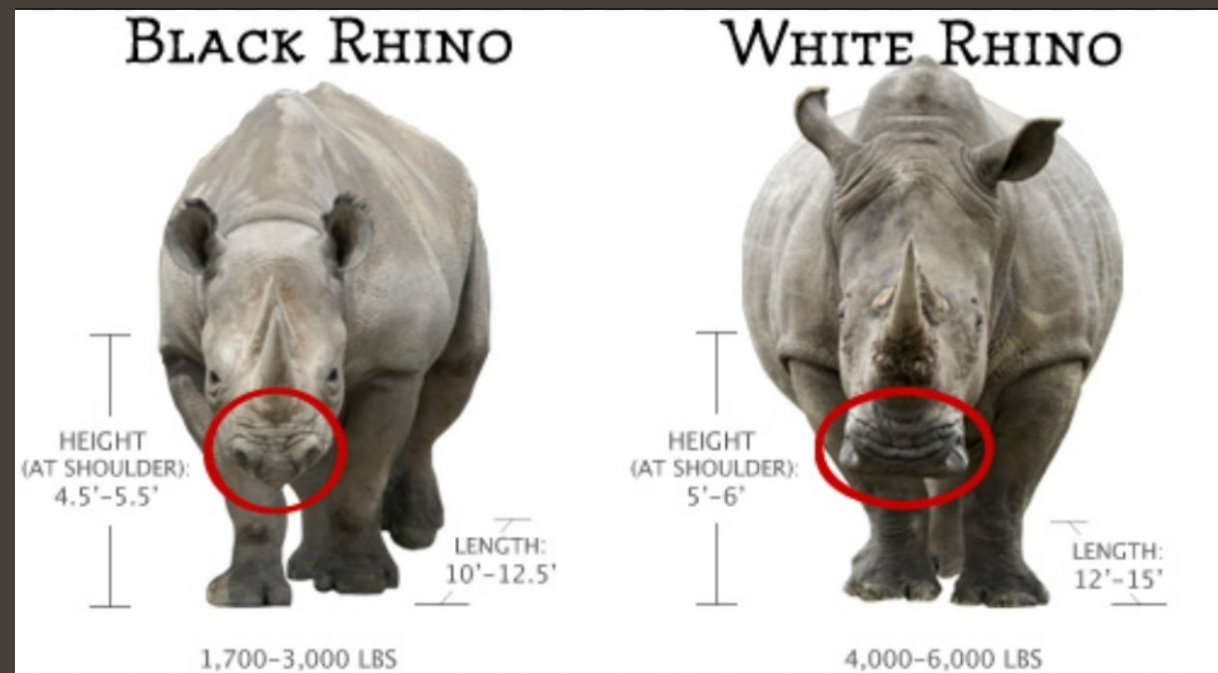 BLACK RHINO
HEIGHT
(AT SHOULDER):
4.5'-5.5'
LENGTH:
10'-12.5'
1,700-3,000 LBS
WHITE RHINO
HEIGHT
(AT SHOULDER):
5'-6'
LENGTH:
12'-15'
4,000-6,000 LBS